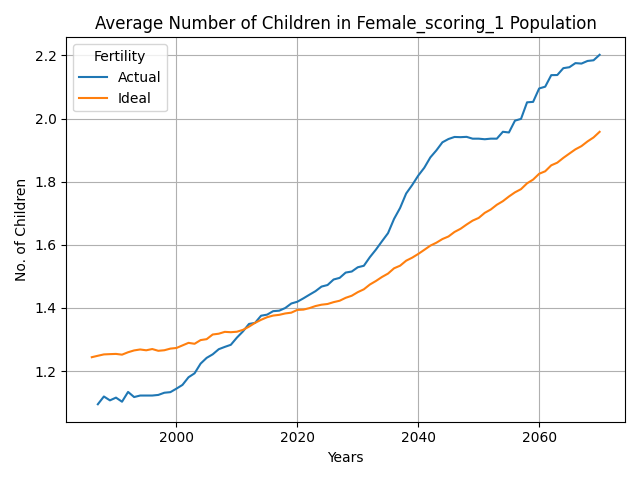 Average Number of Children in Female_scoring_1 Population
Fertility
Actual
Ideal
2.2
2.0
1.8
1.6
1.4
1.2
No. of Children
2000
2020
2040
2060
Years